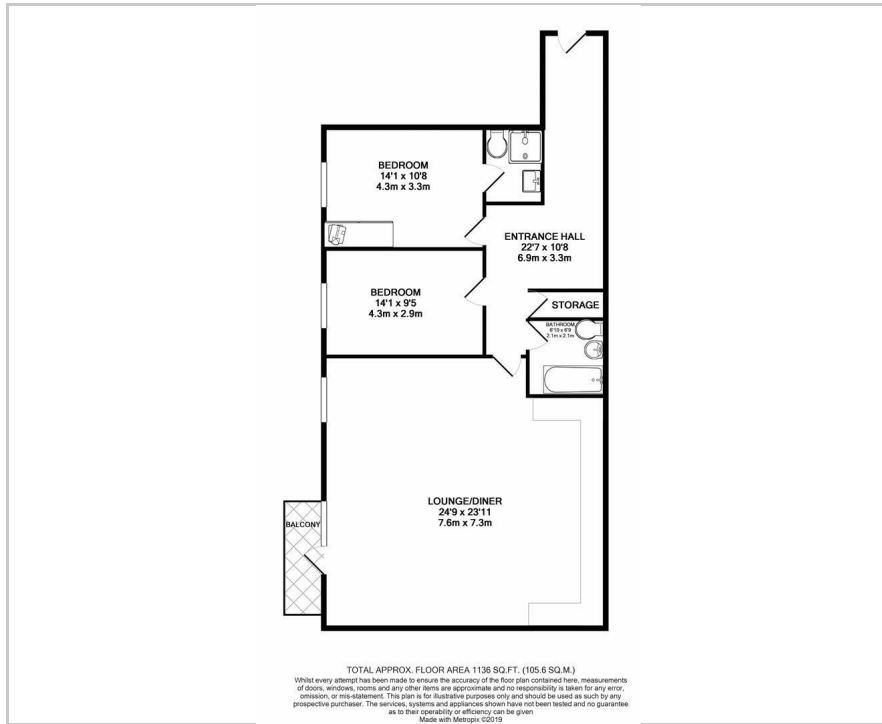 BEDROOM
14'1 x 10'8
4.3m x 3.3m
ENTRANCE HALL
22'7 x 10'8
6.9m x 3.3m
BEDROOM
14'1 x 9'5
4.3m x 2.9m
STORAGE
BATHROOM
6'10 x 6'9
2.1m x 2.1m
LOUNGE/DINER
24'9 x 23'11
7.6m x 7.3m
BALCONY
TOTAL APPROX. FLOOR AREA 1136 SQ.FT. (105.6 SQ.M.)
Whilst every attempt has been made to ensure the accuracy of the floor plan contained here, measurements
of doors, windows, rooms and any other items are approximate and no responsibility is taken for any error,
omission, or mis-statement. This plan is for illustrative purposes only and should be used as such by any
prospective purchaser. The services, systems and appliances shown have not been tested and no guarantee
as to their operability or efficiency can be given
Made with Metropix ©2019